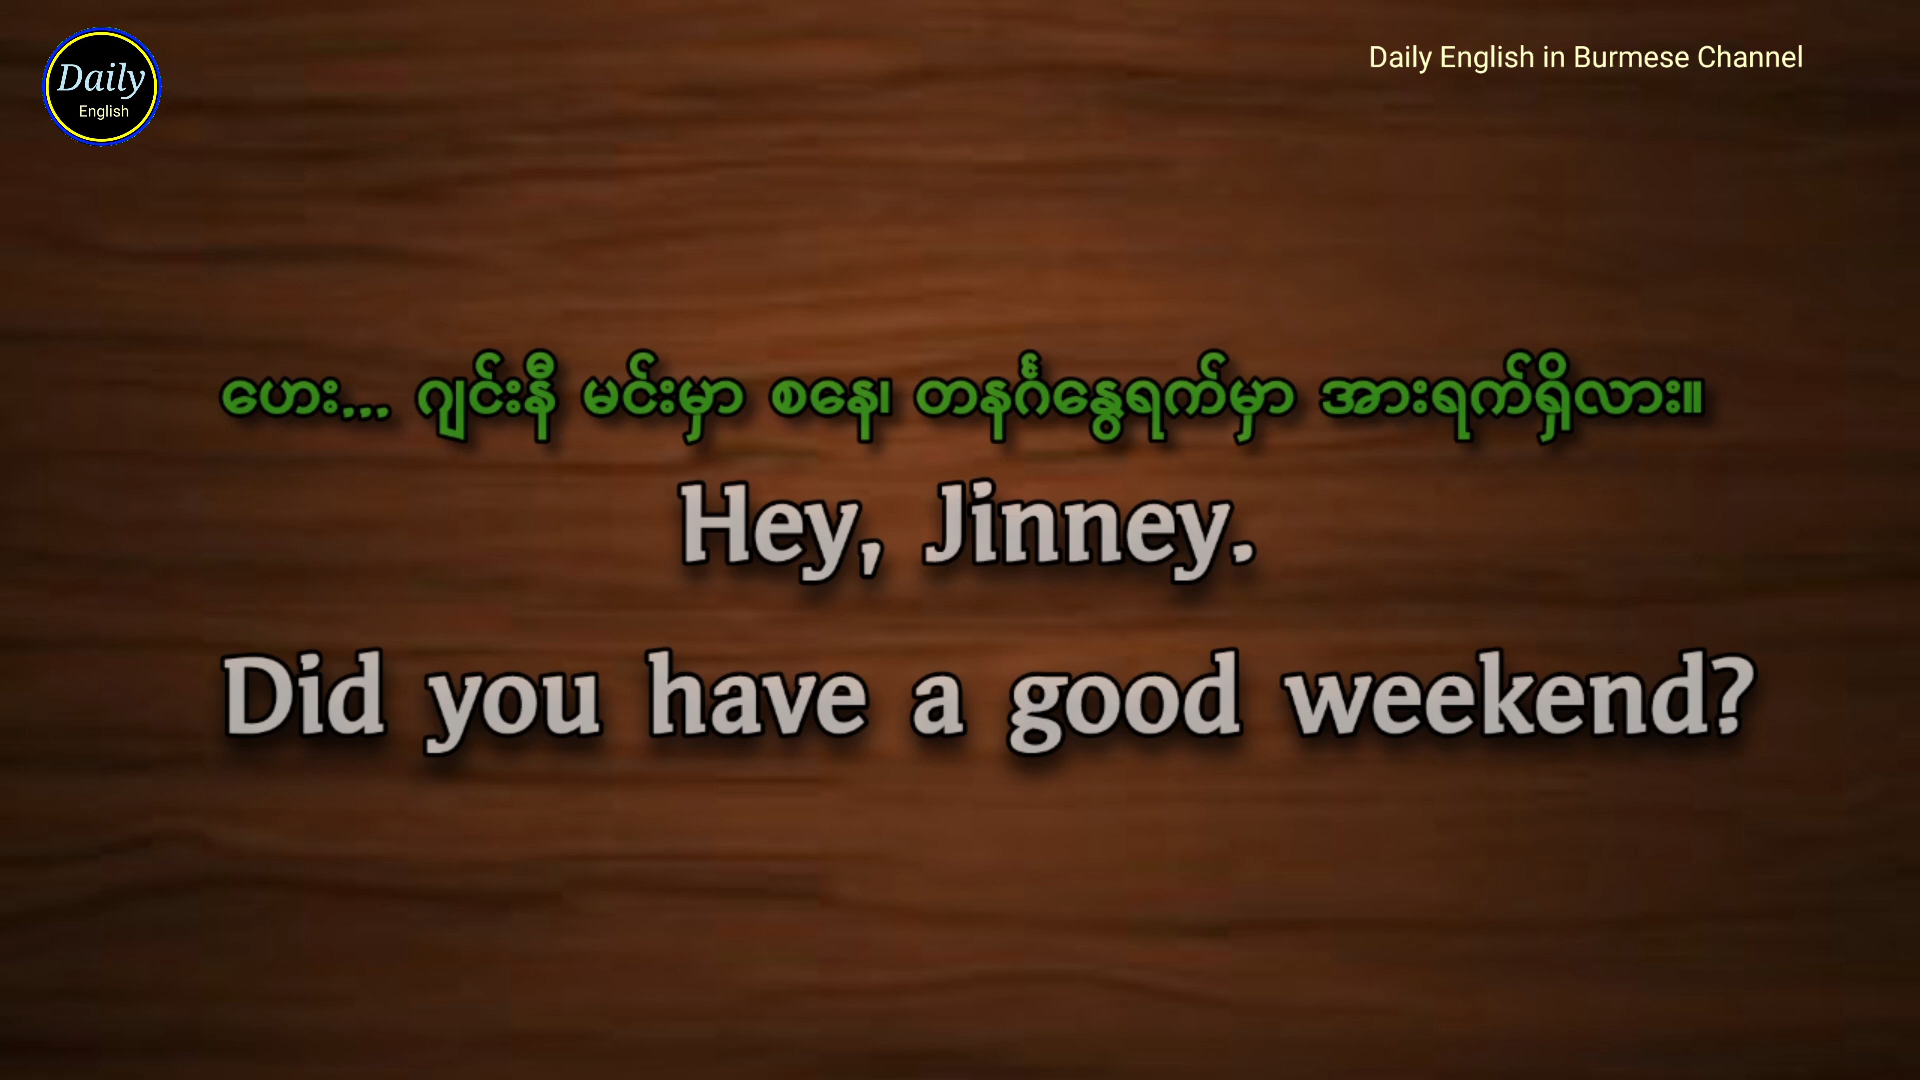 Daily
English
Daily English in Burmese Channel
ဟေး... ဂျင်းနီ မင်းမှာ စနေ၊ တနင်္ဂနွေရက်မှာ အားရက်ရှိလား။
Hey, Jinney.
Did you have a good weekend?